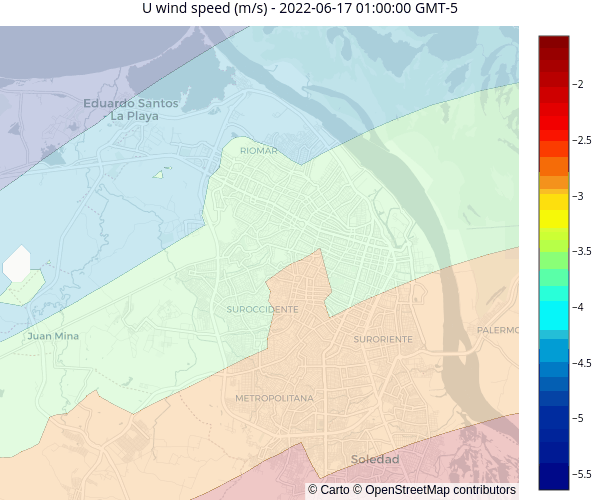 U wind speed (m/s) - 2022-06-17 01:00:00 GMT-5
Eduardo Santos
La Playa
RIOMAR
SUROCCIDENTE
Juan Mina
SURORIENTE
PALERMO
METROPOLITANA
Soledad
© Carto © OpenStreetMap contributors
−2
−2.5
−3
−3.5
−4
−4.5
−5
−5.5